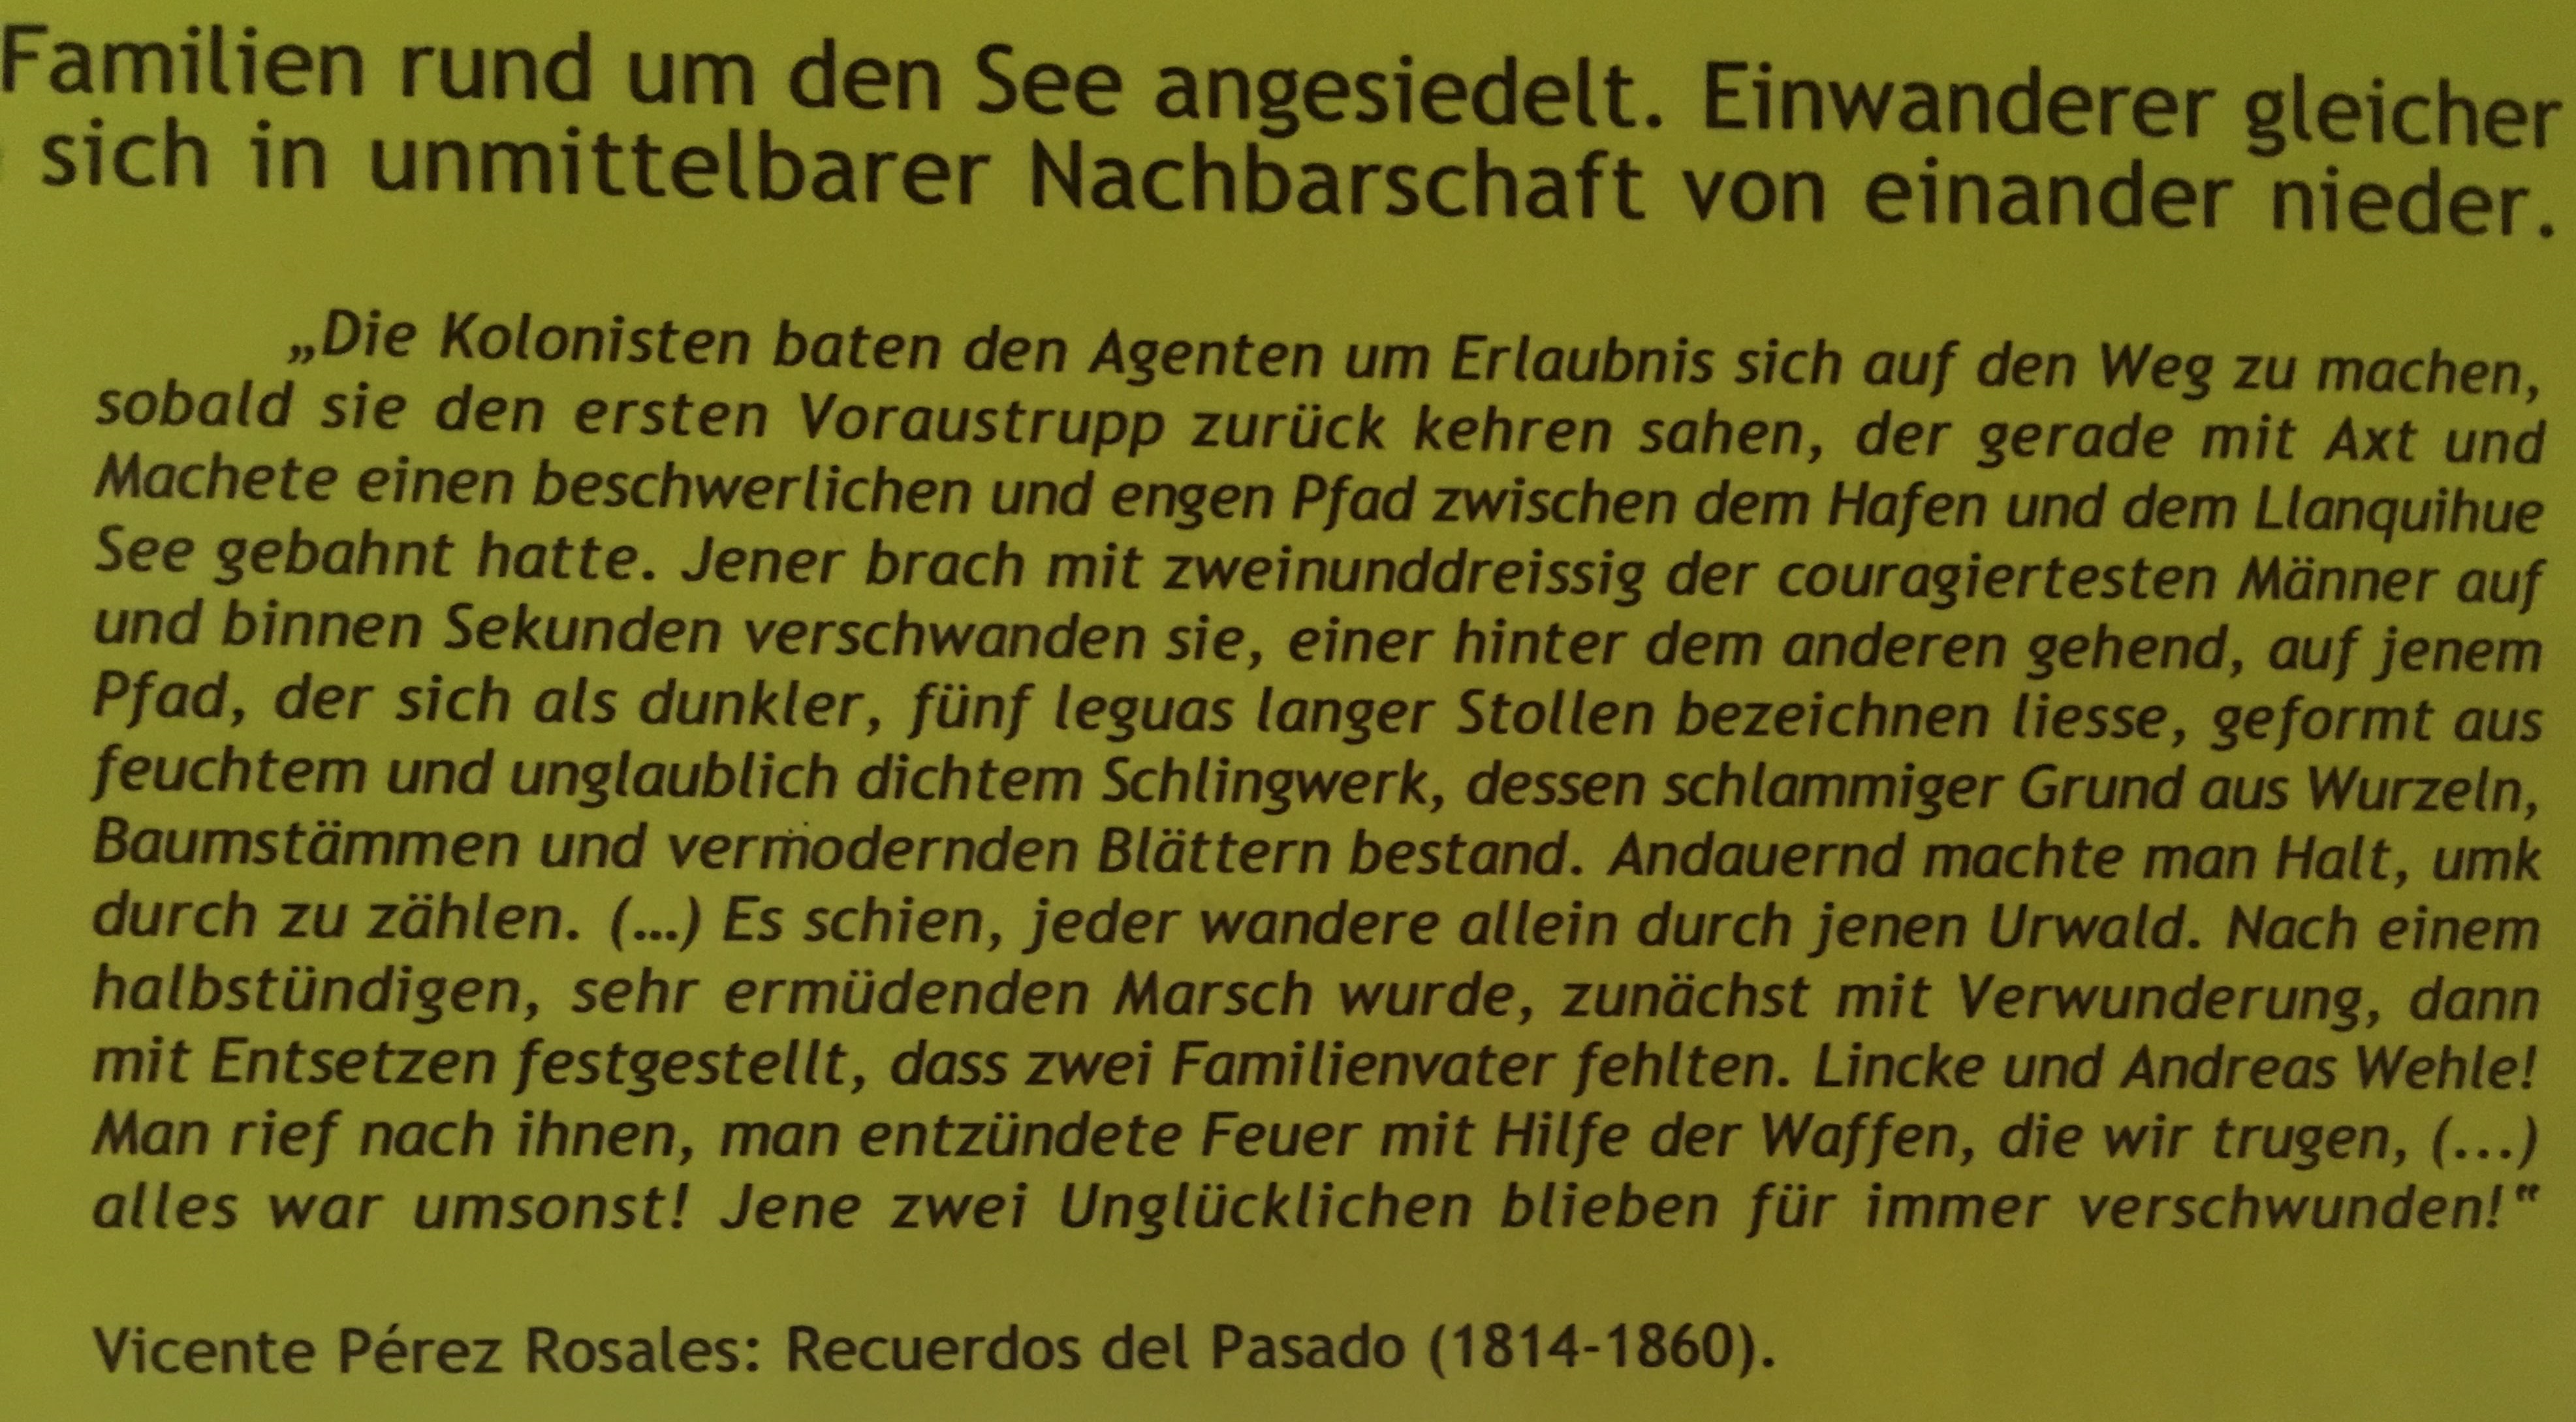 Familien rund um den See angesiedelt. Einwanderer gleicher
sich in unmittelbarer Nachbarschaft von einander nieder.
„Die Kolonisten baten den Agenten um Erlaubnis sich auf den Weg zu machen,
sobald sie den ersten Voraustrupp zurück kehren sahen, der gerade mit Axt und
Machete einen beschwerlichen und engen Pfad zwischen dem Hafen und dem Llanquihue
See gebahnt hatte. Jener brach mit zweinunddreissig der couragiertesten Männer auf
und binnen Sekunden verschwanden sie, einer hinter dem anderen gehend, auf jenem
Pfad, der sich als dunkler, fünf leguas langer Stollen bezeichnen liesse, geformt aus
feuchtem und unglaublich dichtem Schlingwerk, dessen schlammiger Grund aus Wurzeln,
Baumstämmen und vermodernden Blättern bestand. Andauernd machte man Halt, umk
durch zu zählen. (...) Es schien, jeder wandere allein durch jenen Urwald. Nach einem
halbstündigen, sehr ermüdenden Marsch wurde, zunächst mit Verwunderung, dann
mit Entsetzen festgestellt, dass zwei Familienvater fehlten. Lincke und Andreas Wehle!
Man rief nach ihnen, man entzündete Feuer mit Hilfe der Waffen, die wir trugen, (...)
alles war umsonst! Jene zwei Unglücklichen blieben für immer verschwunden!"
Vicente Pérez Rosales: Recuerdos del Pasado (1814-1860).